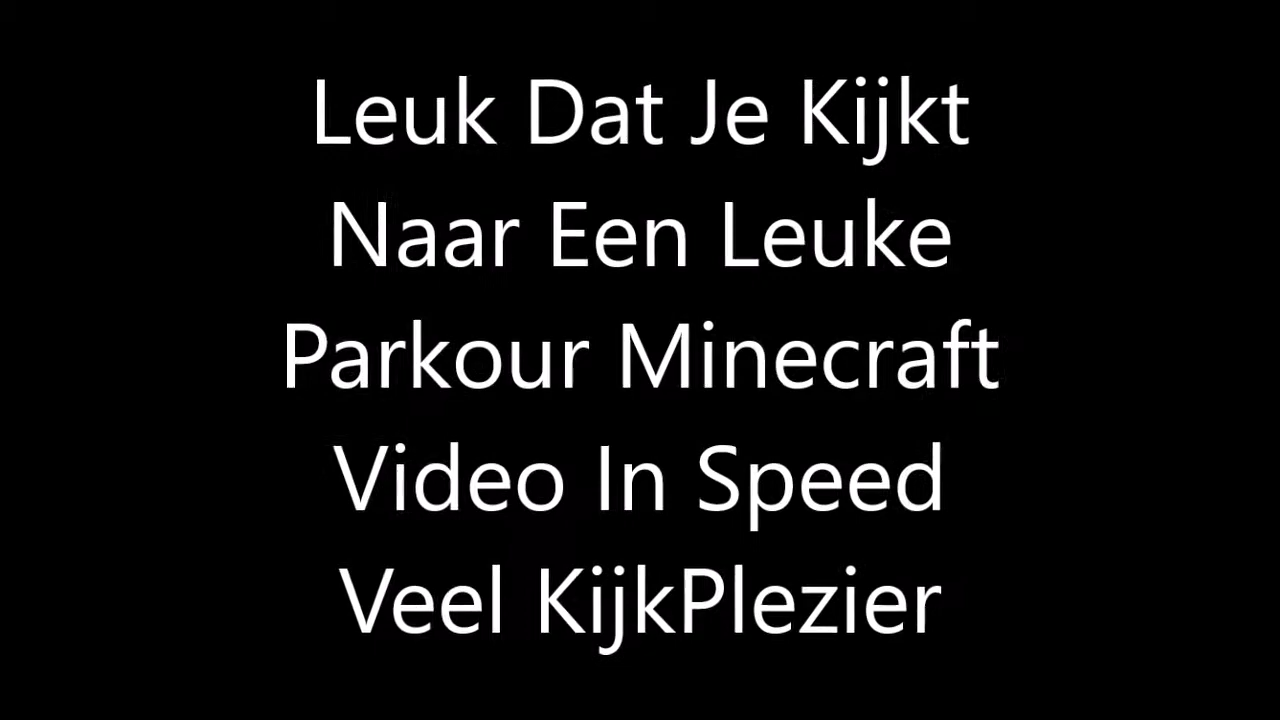 Leuk Dat Je Kijkt
Naar Een Leuke
Parkour Minecraft
Video In Speed
Veel KijkPlezier